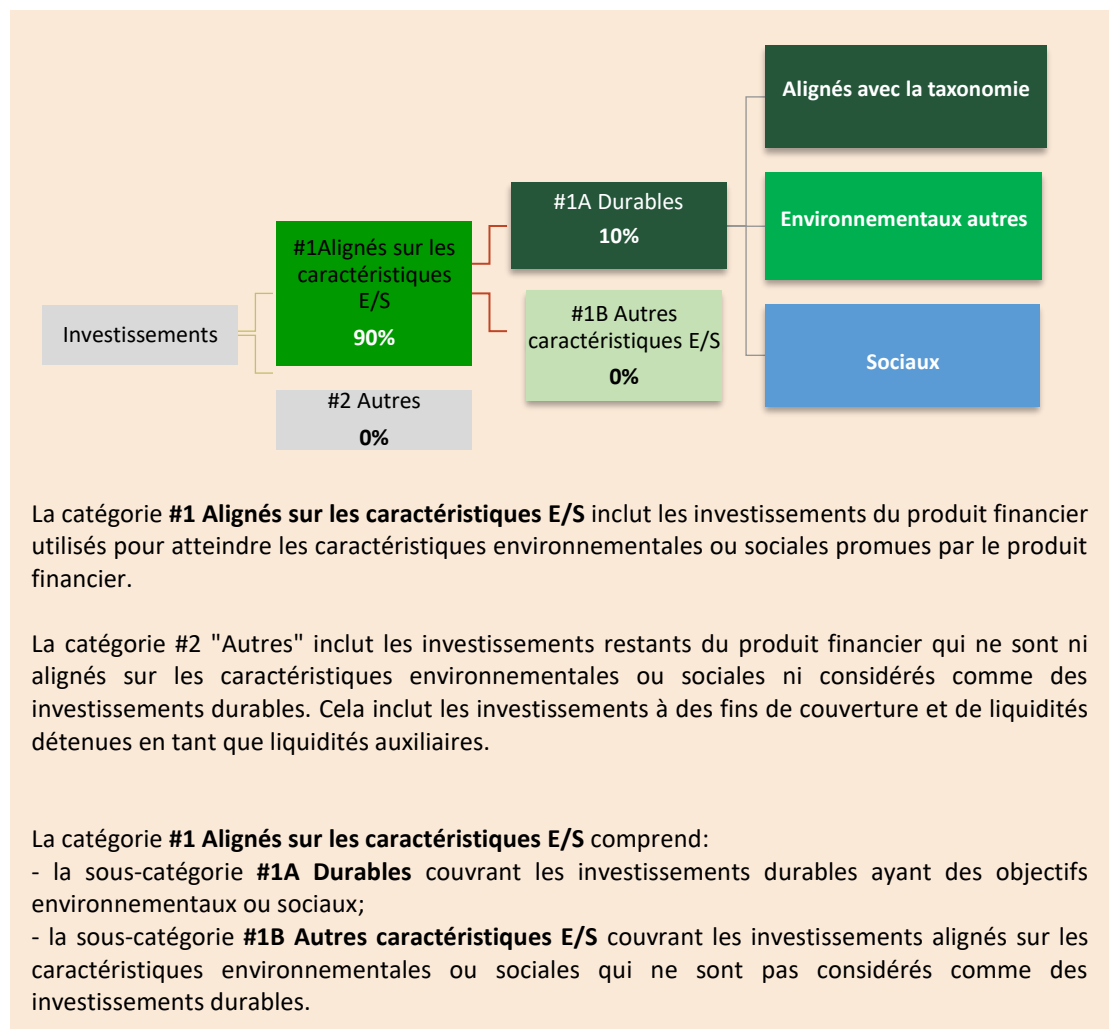 Alignés avec la taxonomie
#1A Durables
10%
Environnementaux autres
#1Alignés sur les
caractéristiques
E/S
90%
Investissements
#1B Autres
caractéristiques E/S
0%
Sociaux
#2 Autres
0%
La catégorie #1 Alignés sur les caractéristiques E/S inclut les investissements du produit financier
utilisés pour atteindre les caractéristiques environnementales ou sociales promues par le produit
financier.
La catégorie #2 "Autres" inclut les investissements restants du produit financier qui ne sont ni
alignés sur les caractéristiques environnementales ou sociales ni considérés comme des
investissements durables. Cela inclut les investissements à des fins de couverture et de liquidités
détenues en tant que liquidités auxiliaires.
La catégorie #1 Alignés sur les caractéristiques E/S comprend:
- la sous-catégorie #1A Durables couvrant les investissements durables ayant des objectifs
environnementaux ou sociaux;
- la sous-catégorie #1B Autres caractéristiques E/S couvrant les investissements alignés sur les
caractéristiques environnementales ou sociales qui ne sont pas considérés comme des
investissements durables.